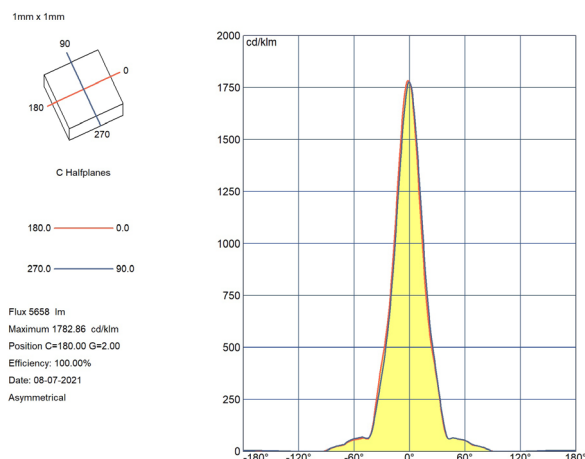 1mm x 1mm
90
0
180
270
C Halfplanes
180.0 0.0
270.0 90.0
Flux 5658 lm
Maximum 1782.86 cd/klm
Position C=180.00 G=2.00
Efficiency: 100.00%
Date: 08-07-2021
Asymmetrical
2000
cd/klm
1750
1500
1250
1000
750
500
250
0
-180° -120° -60° 0° 60° 120° 180°